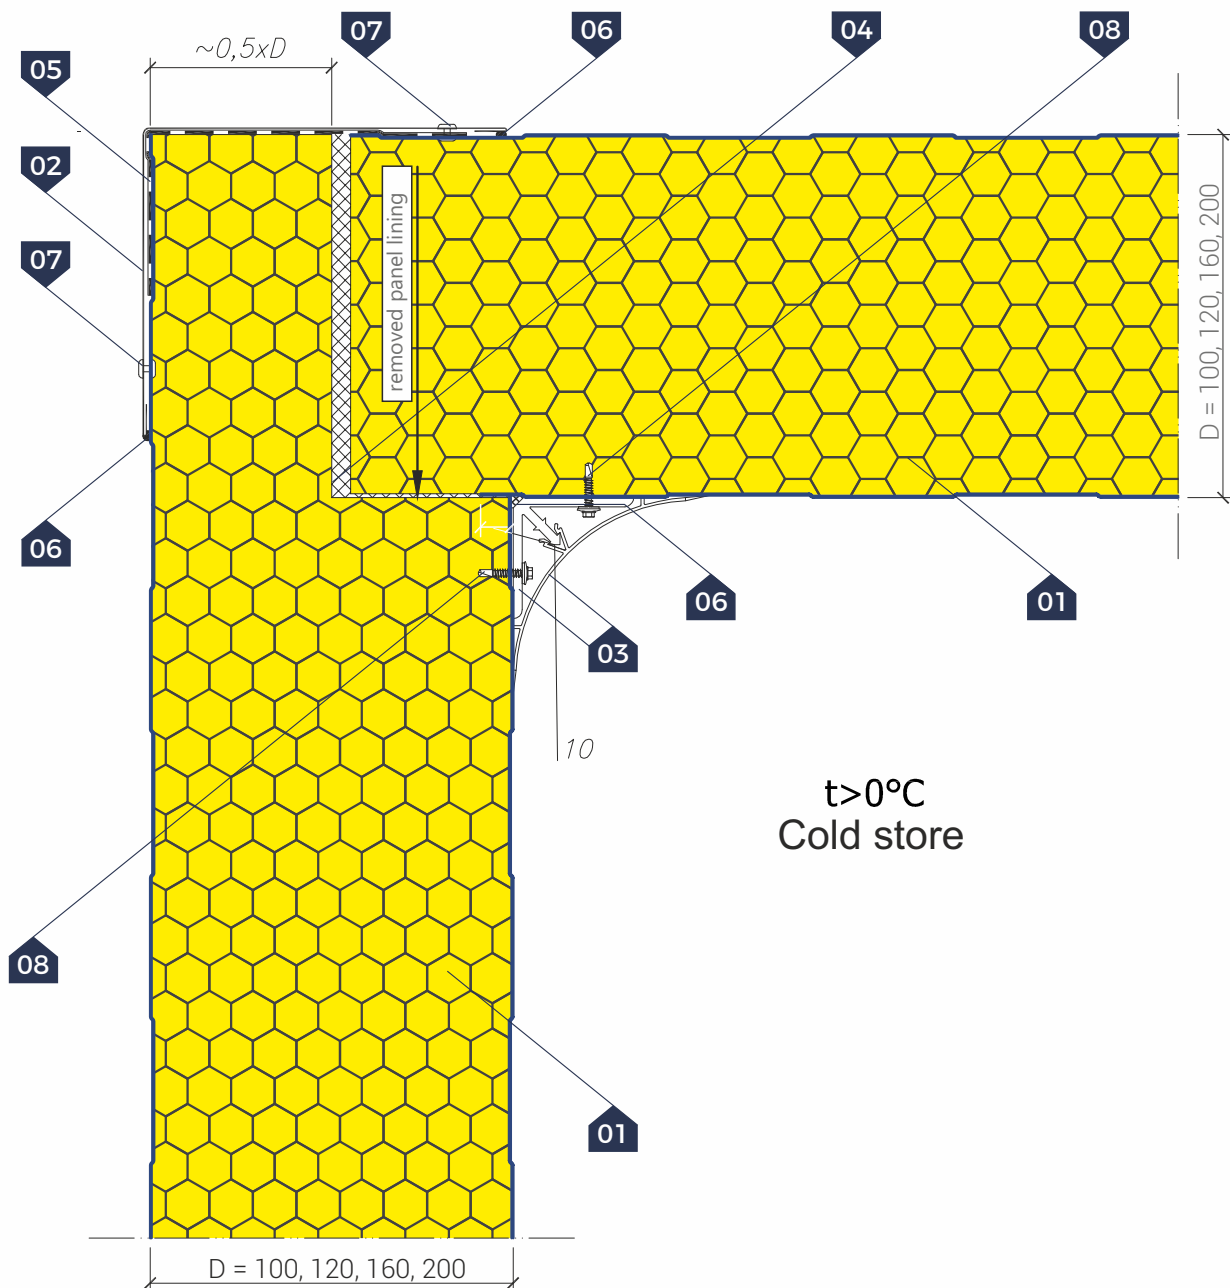 07
06
04
08
~0,5xD
05
02
07
removed panel lining
D = 100, 120, 160, 200
06
06
01
03
10
t>0°C
Cold store
08
01
D = 100, 120, 160, 200